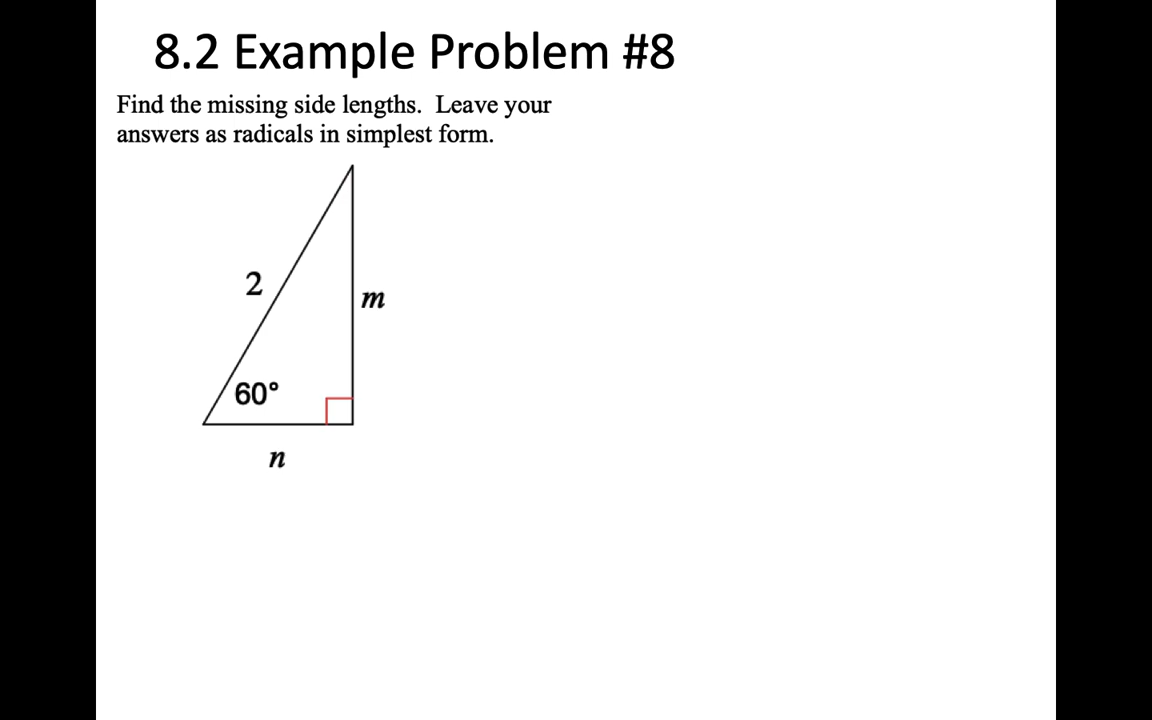 8.2 Example Problem #8
Find the missing side lengths.  Leave your
answers as radicals in simplest form.
2
m
60°
n